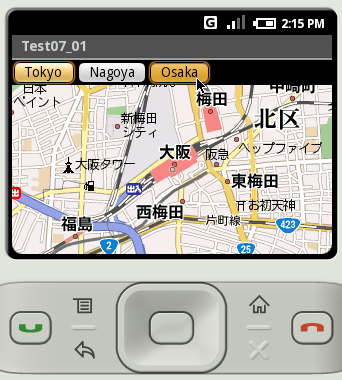 G 2:15 PM
Test07_01
Tokyo Nagoya Osaka
日本
ペイント
梅田
中崎町
新梅田
シティ
北区
大阪
阪急
ヘップファイブ
大阪タワー
出
出入
東梅田
西梅田
お初天神
福島
片町線
423
2
25